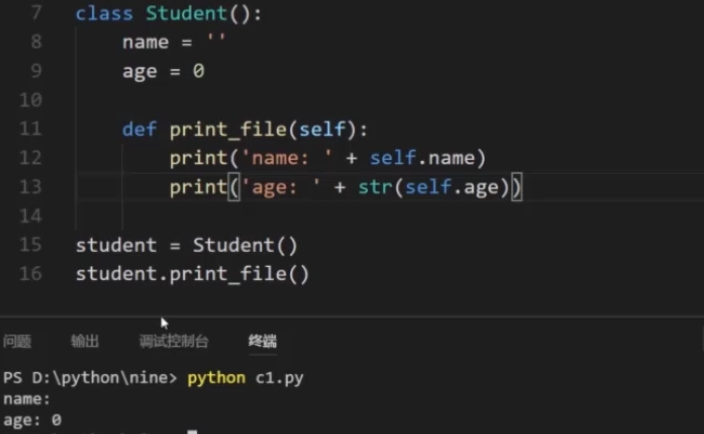 7 class Student():
8     name = ''
9     age = 0
10
11     def print_file(self):
12         print('name: ' + self.name)
13         print('age: ' + str(self.age))
14
15 student = Student()
16 student.print_file()
问题 输出 调试控制台 终端
PS D:\python\nine> python c1.py
name:
age: 0